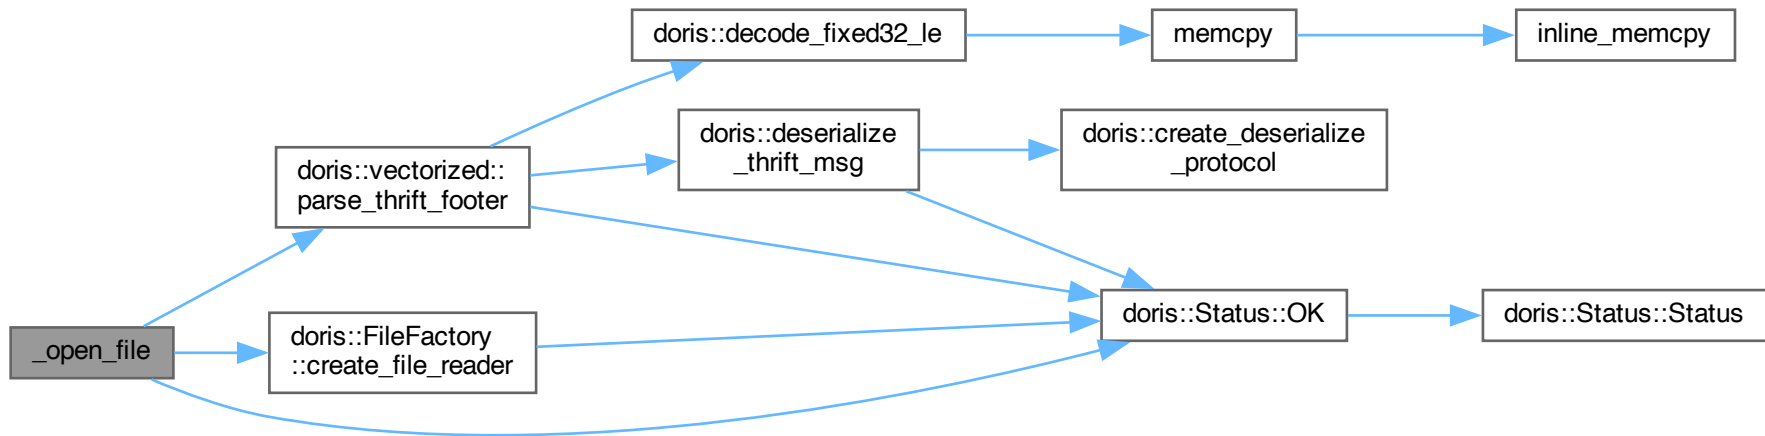 doris::decode_fixed32_le
memcpy
inline_memcpy
doris::deserialize
_thrift_msg
doris::create_deserialize
_protocol
doris::vectorized::
parse_thrift_footer
doris::Status::OK
doris::Status::Status
_open_file
doris::FileFactory
::create_file_reader